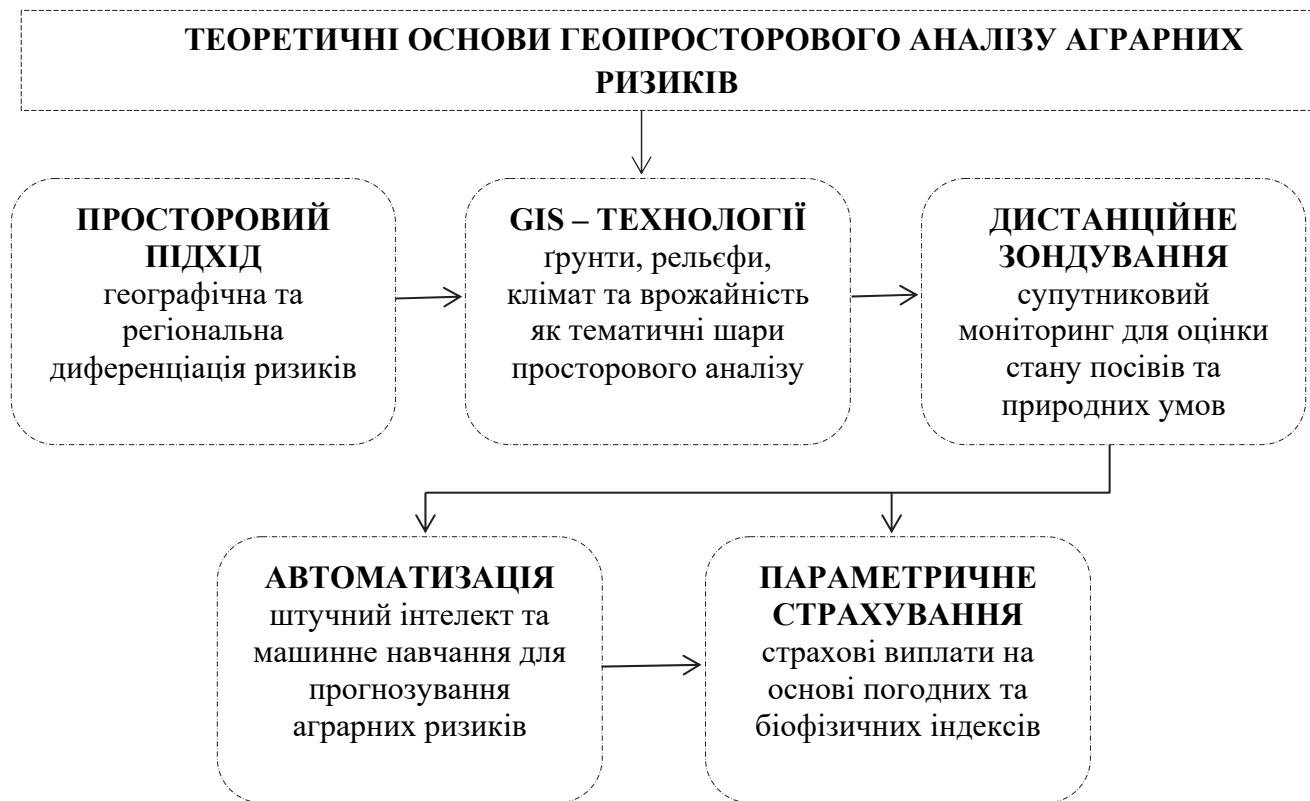 ТЕОРЕТИЧНІ ОСНОВИ ГЕОПРОСТОРОВОГО АНАЛІЗУ АГРАРНИХ
РИЗИКІВ
ПРОСТОРОВИЙ
ПІДХІД
географічна та
регіональна
диференціація ризиків
GIS – ТЕХНОЛОГІЇ
ґрунти, рельєфи,
клімат та врожайність
як тематичні шари
просторового аналізу
ДИСТАНЦІЙНЕ
ЗОНДУВАННЯ
супутниковий
моніторинг для оцінки
стану посівів та
природних умов
АВТОМАТИЗАЦІЯ
штучний інтелект та
машинне навчання для
прогнозування
аграрних ризиків
ПАРАМЕТРИЧНЕ
СТРАХУВАННЯ
страхові виплати на
основі погодних та
біофізичних індексів